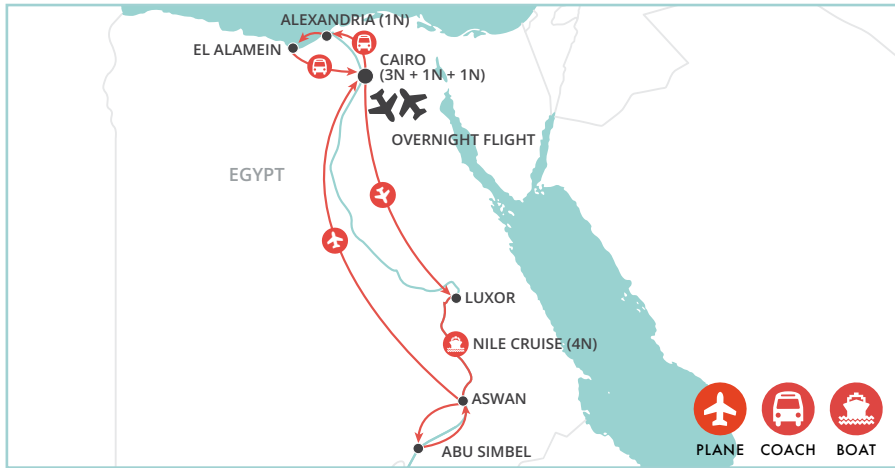 ALEXANDRIA (1N)
EL ALAMEIN
CAIRO
(3N + 1N + 1N)
OVERNIGHT FLIGHT
EGYPT
LUXOR
NILE CRUISE (4N)
ASWAN
ABU SIMBEL
PLANE COACH BOAT